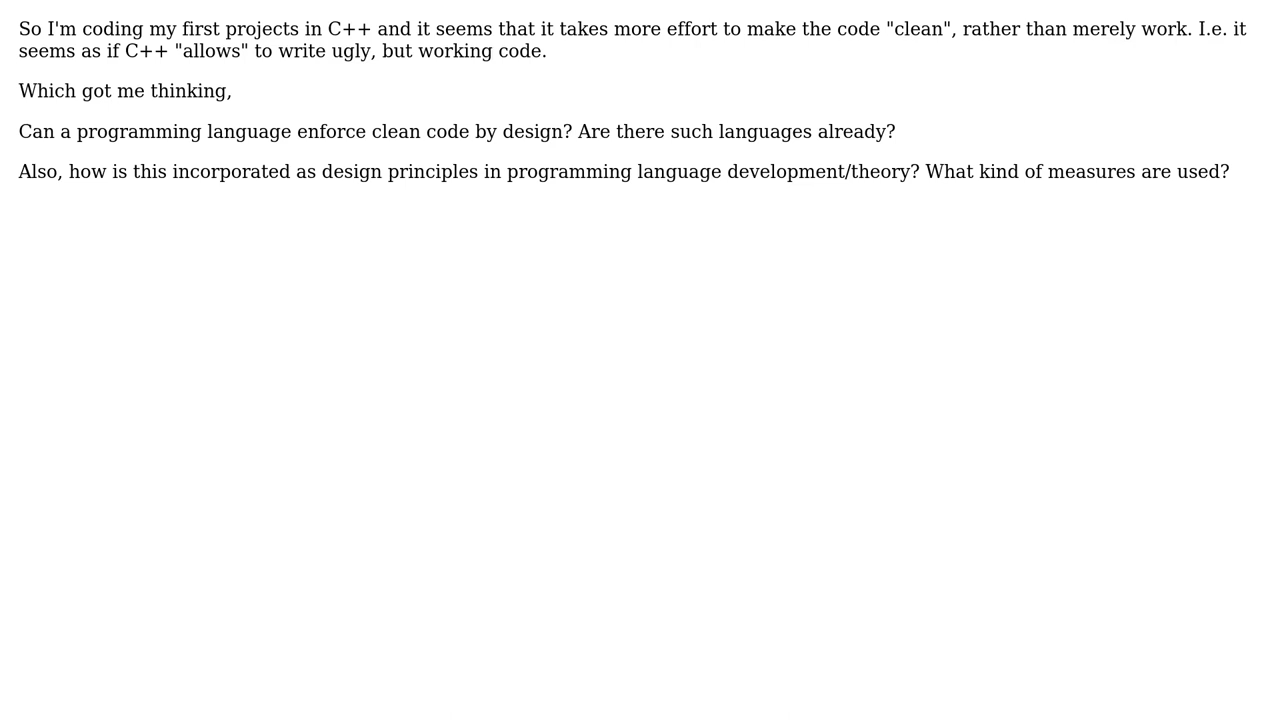 So I'm coding my first projects in C++ and it seems that it takes more effort to make the code "clean", rather than merely work. I.e. it
seems as if C++ "allows" to write ugly, but working code.
Which got me thinking,
Can a programming language enforce clean code by design? Are there such languages already?
Also, how is this incorporated as design principles in programming language development/theory? What kind of measures are used?